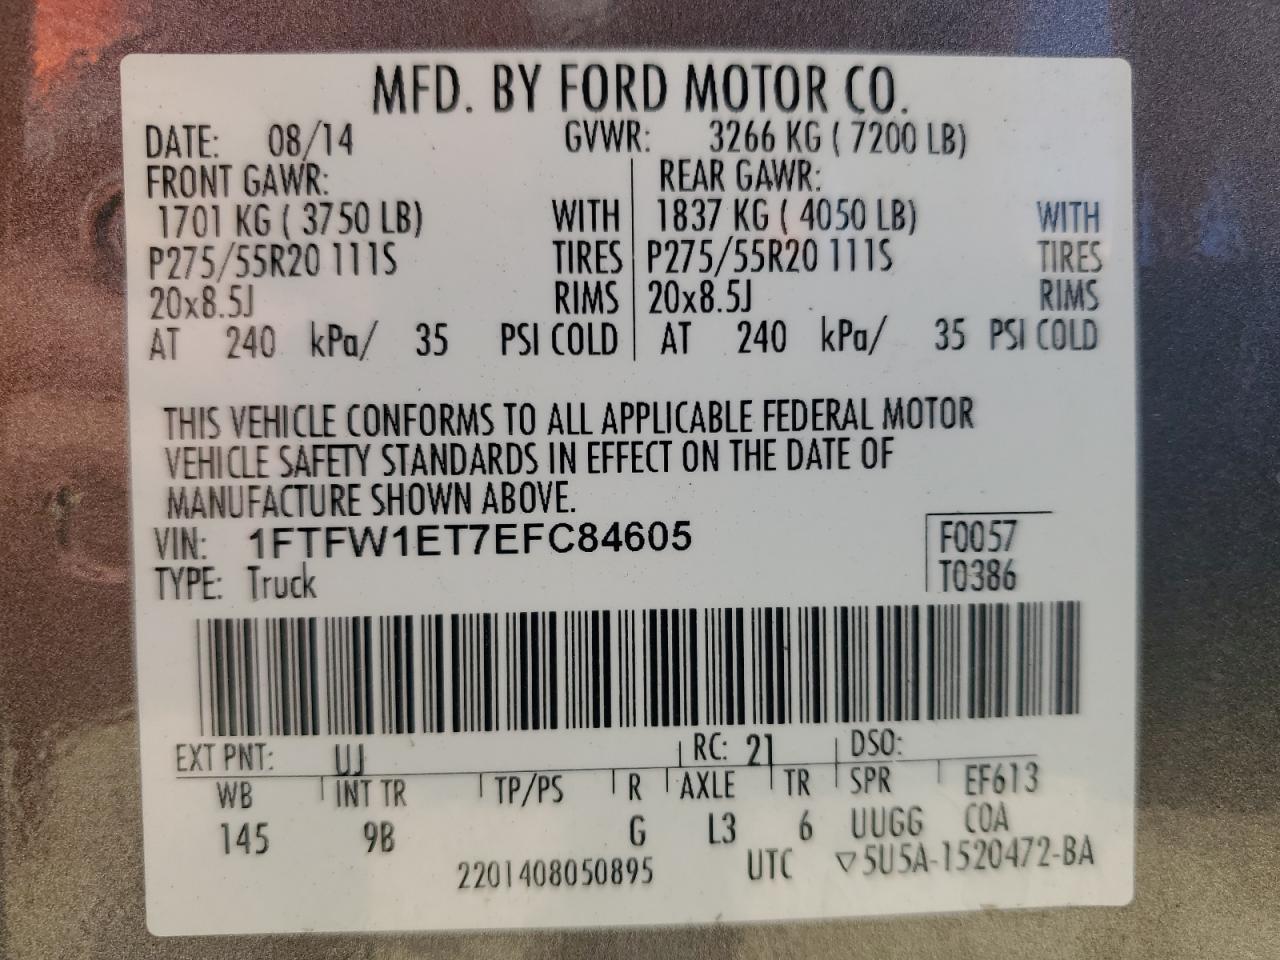 MFD. BY FORD MOTOR CO.
DATE: 08/14 GVWR: 3266 KG ( 7200 LB)
FRONT GAWR: REAR GAWR:
1701 KG ( 3750 LB) WITH 1837 KG ( 4050 LB) WITH
P275/55R20 111S TIRES P275/55R20 111S TIRES
20x8.5J RIMS 20x8.5J RIMS
AT 240 kPa/ 35 PSI COLD AT 240 kPa/ 35 PSI COLD
THIS VEHICLE CONFORMS TO ALL APPLICABLE FEDERAL MOTOR
VEHICLE SAFETY STANDARDS IN EFFECT ON THE DATE OF
MANUFACTURE SHOWN ABOVE.
VIN: 1FTFW1ET7EFC84605 F0057
TYPE: Truck T0386
EXT PNT: UJ RC: 21 DSO:
WB INT TR TP/PS R AXLE TR SPR EF613
145 9B G L3 6 UUGG COA
2201408050895 UTC ▽5U5A-1520472-BA